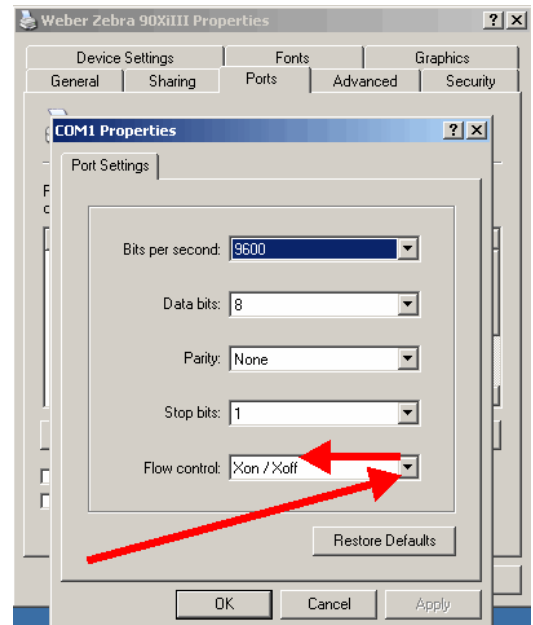 Weber Zebra 90XiIII Properties
Device Settings Fonts Graphics
General Sharing Ports Advanced Security
COM1 Properties
Port Settings
Bits per second: 9600
Data bits: 8
Parity: None
Stop bits: 1
Flow control: Xon / Xoff
Restore Defaults
OK Cancel Apply